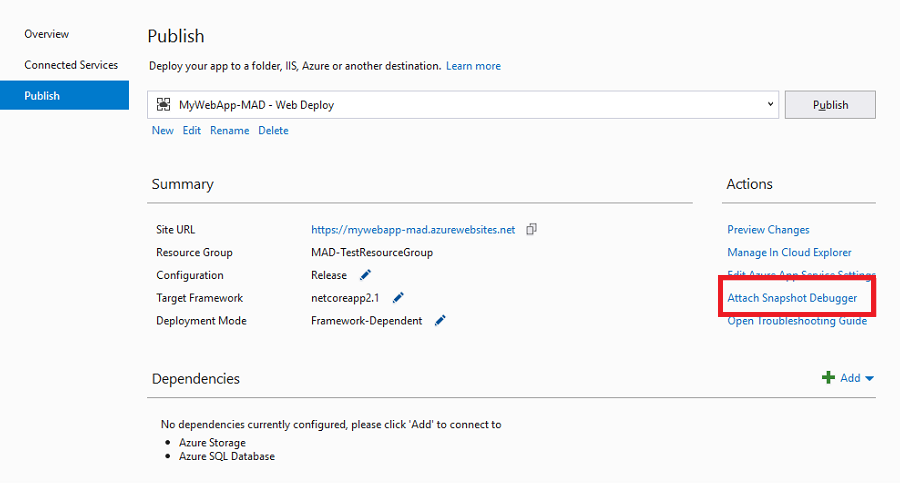 Overview
Connected Services
Publish
Publish
Deploy your app to a folder, IIS, Azure or another destination. Learn more
MyWebApp-MAD - Web Deploy
Publish
New Edit Rename Delete
Summary
Site URL https://mywebapp-mad.azurewebsites.net
Resource Group MAD-TestResourceGroup
Configuration Release
Target Framework netcoreapp2.1
Deployment Mode Framework-Dependent
Actions
Preview Changes
Manage In Cloud Explorer
Edit Azure App Service Settings
Attach Snapshot Debugger
Open Troubleshooting Guide
Dependencies
Add
No dependencies currently configured, please click 'Add' to connect to
• Azure Storage
• Azure SQL Database